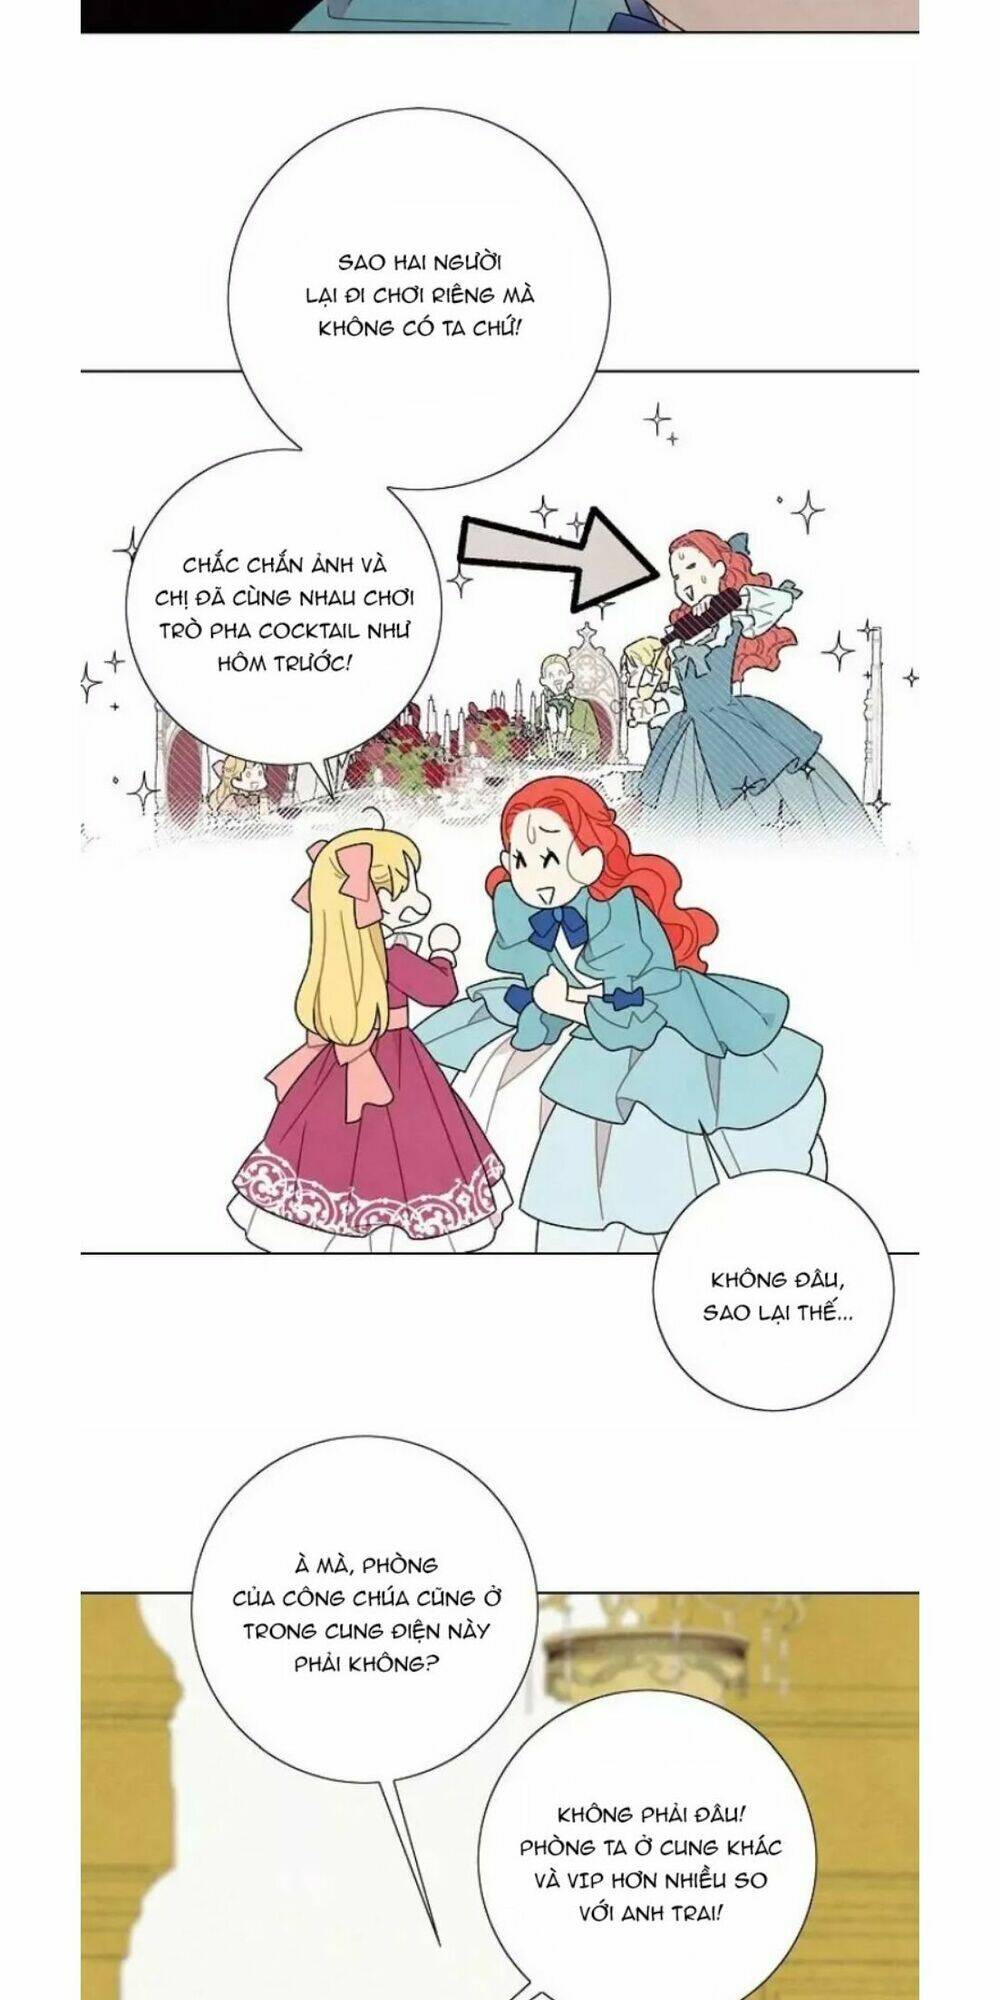 SAO HAI NGƯỜI
LẠI ĐI CHƠI RIÊNG MÀ
KHÔNG CÓ TA CHỨ!
CHẮC CHẮN ẢNH VÀ
CHỊ ĐÃ CÙNG NHAU CHƠI
TRÒ PHA COCKTAIL NHƯ
HÔM TRƯỚC!
KHÔNG ĐÂU,
SAO LẠI THẾ...
À MÀ, PHÒNG
CỦA CÔNG CHÚA CŨNG Ở
TRONG CUNG ĐIỆN NÀY
PHẢI KHÔNG?
KHÔNG PHẢI ĐÂU!
PHÒNG TA Ở CUNG KHÁC
VÀ VIP HƠN NHIỀU SO
VỚI ANH TRAI!